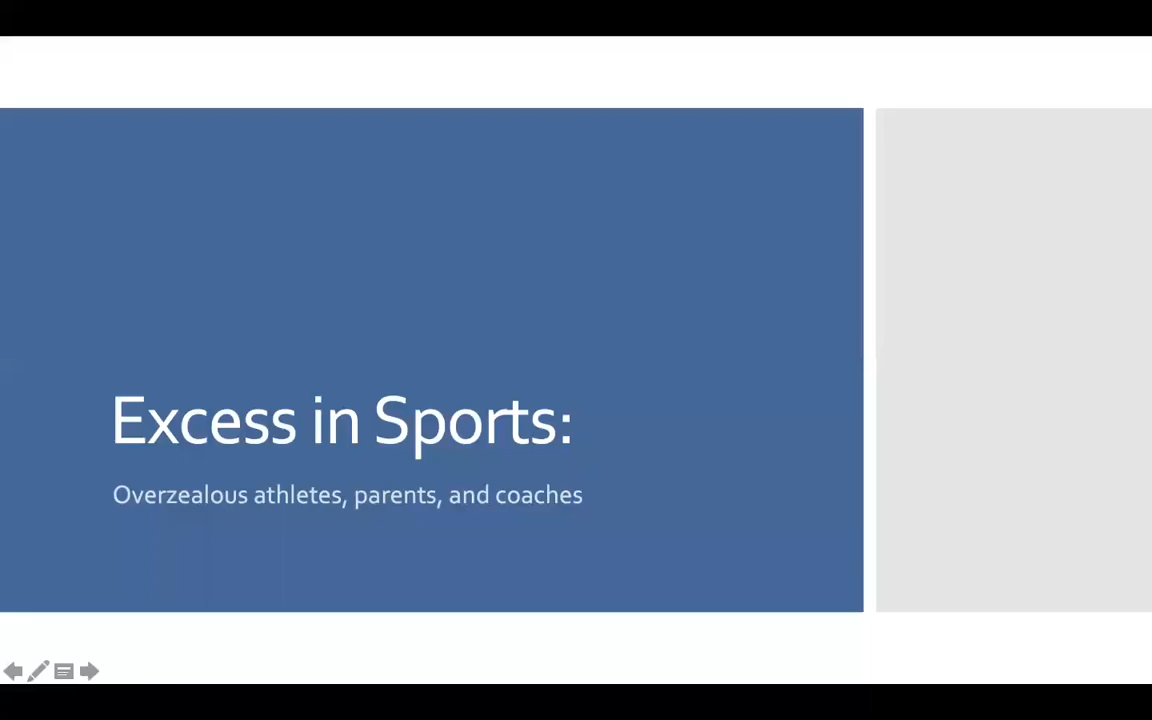 Excess in Sports:
Overzealous athletes, parents, and coaches